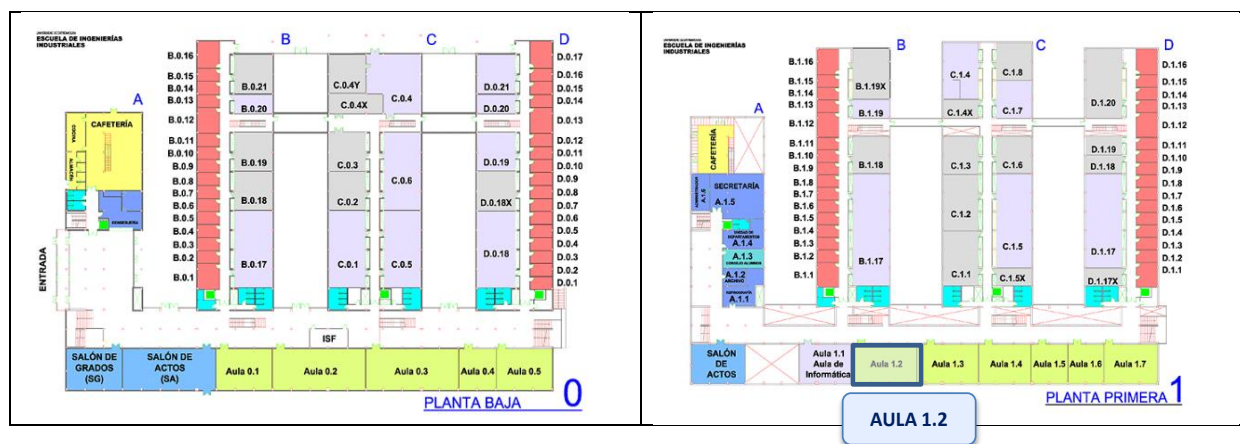 ESCUELA DE INGENIERÍAS
INDUSTRIALES
A
B
C
D
B.0.16
B.0.15
B.0.14
B.0.13
B.0.12
B.0.11
B.0.10
B.0.9
B.0.8
B.0.7
B.0.6
B.0.5
B.0.4
B.0.3
B.0.2
B.0.1
COCINA
CAFETERÍA
ALMACÉN
CONSERJERÍA
ENTRADA
B.0.21
B.0.20
B.0.19
B.0.18
B.0.17
C.0.4Y
C.0.4X
C.0.4
C.0.3
C.0.2
C.0.1
C.0.6
C.0.5
D.0.21
D.0.20
D.0.19
D.0.18X
D.0.18
D.0.17
D.0.16
D.0.15
D.0.14
D.0.13
D.0.12
D.0.11
D.0.10
D.0.9
D.0.8
D.0.7
D.0.6
D.0.5
D.0.4
D.0.3
D.0.2
D.0.1
ISF
SALÓN DE
GRADOS
(SG)
SALÓN DE
ACTOS
(SA)
Aula 0.1
Aula 0.2
Aula 0.3
Aula 0.4
Aula 0.5
PLANTA BAJA 0
ESCUELA DE INGENIERÍAS
INDUSTRIALES
A
B
C
D
B.1.16
B.1.15
B.1.14
B.1.13
B.1.12
B.1.11
B.1.10
B.1.9
B.1.8
B.1.7
B.1.6
B.1.5
B.1.4
B.1.3
B.1.2
B.1.1
CAFETERÍA
ADMINISTRACIÓN
A.1.6
SECRETARÍA
A.1.5
UNIDAD DE
DEPARTAMENTOS
A.1.4
A.1.3
CONSEJO ALUMNOS
A.1.2
ARCHIVO
REPROGRAFÍA
A.1.1
B.1.19X
B.1.19
B.1.18
B.1.17
C.1.4
C.1.4X
C.1.3
C.1.2
C.1.1
C.1.8
C.1.7
C.1.6
C.1.5
C.1.5X
D.1.20
D.1.19
D.1.18
D.1.17
D.1.17X
D.1.16
D.1.15
D.1.14
D.1.13
D.1.12
D.1.11
D.1.10
D.1.9
D.1.8
D.1.7
D.1.6
D.1.5
D.1.4
D.1.3
D.1.2
D.1.1
SALÓN
DE
ACTOS
Aula 1.1
Aula de
Informática
Aula 1.2
Aula 1.3
Aula 1.4
Aula 1.5
Aula 1.6
Aula 1.7
PLANTA PRIMERA 1
AULA 1.2